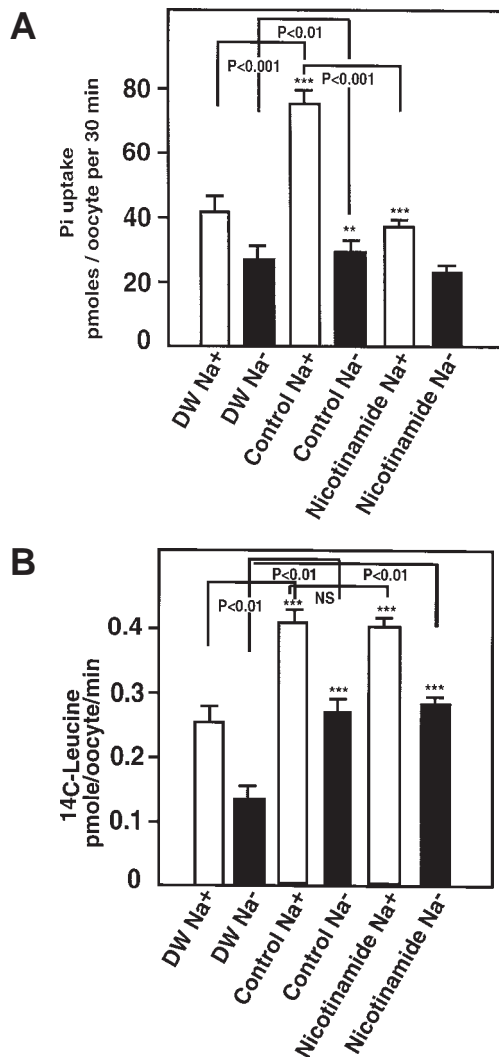 A
P<0.01
P<0.001
P<0.001
***
**
***
Pi uptake
pmoles / oocyte per 30 min
80
60
40
20
0
DW Na+
DW Na-
Control Na+
Control Na-
Nicotinamide Na+
Nicotinamide Na-
B
P<0.01
P<0.01
P<0.01
NS
***
***
***
***
14C-Leucine
pmole/oocyte/min
0.4
0.3
0.2
0.1
0
DW Na+
DW Na-
Control Na+
Control Na-
Nicotinamide Na+
Nicotinamide Na-